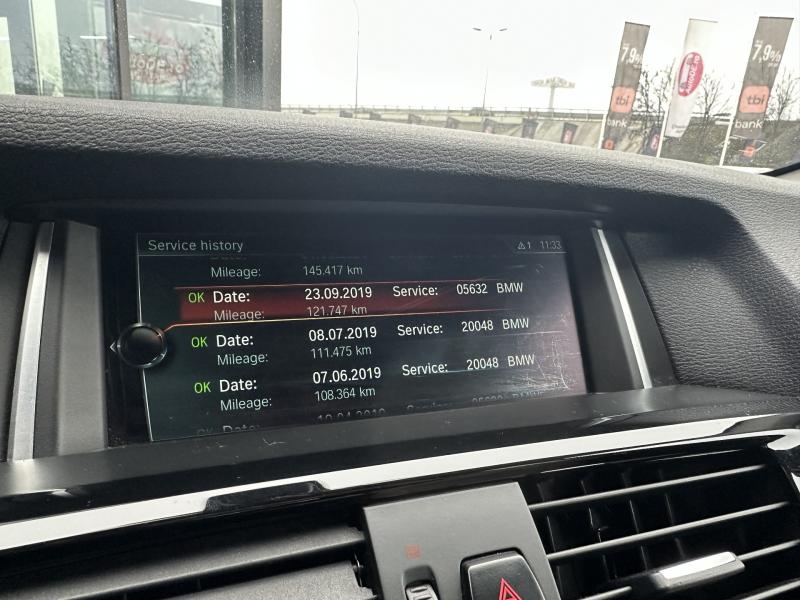 7,9%
tbi
bank
7,9%
tbi
bank
Service history
1 11:33
Mileage: 145.417 km
OK Date: 23.09.2019 Service: 05632 BMW
Mileage: 121.747 km
OK Date: 08.07.2019 Service: 20048 BMW
Mileage: 111.475 km
OK Date: 07.06.2019 Service: 20048 BMW
Mileage: 108.364 km